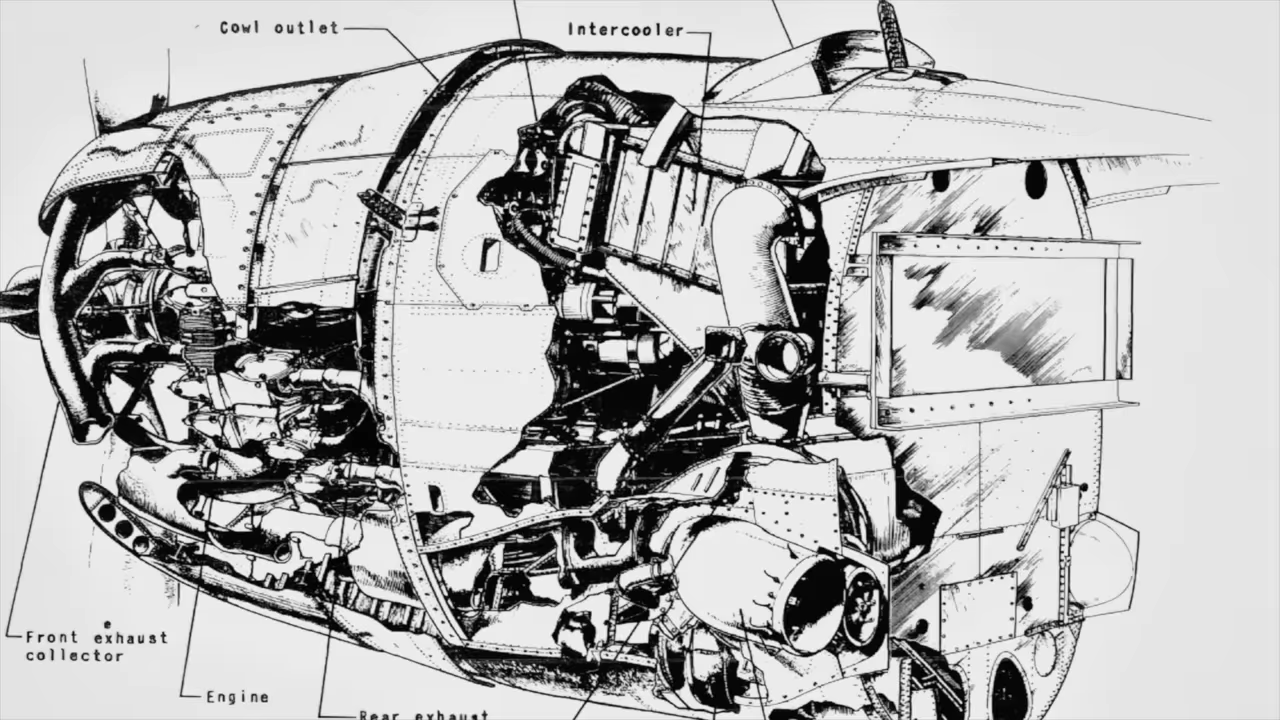 Cowl outlet
Intercooler
e
Front exhaust
collector
Engine
Rear exhaust